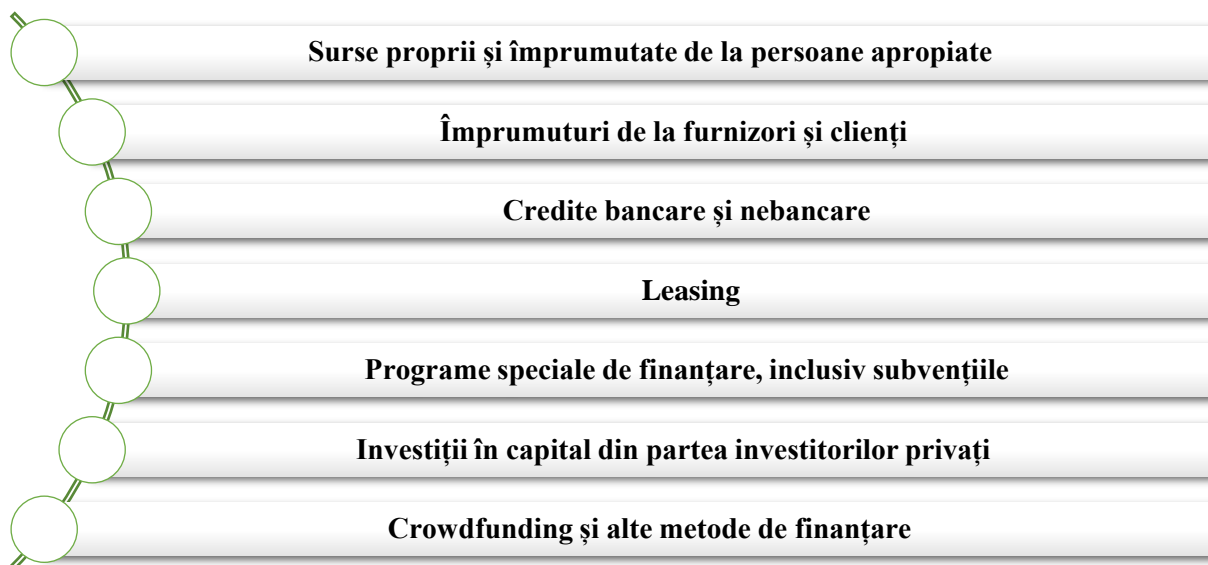 Surse proprii și împrumutate de la persoane apropiate
Împrumuturi de la furnizori și clienți
Credite bancare și nebancare
Leasing
Programe speciale de finanțare, inclusiv subvențiile
Investiții în capital din partea investitorilor privați
Crowdfunding și alte metode de finanțare